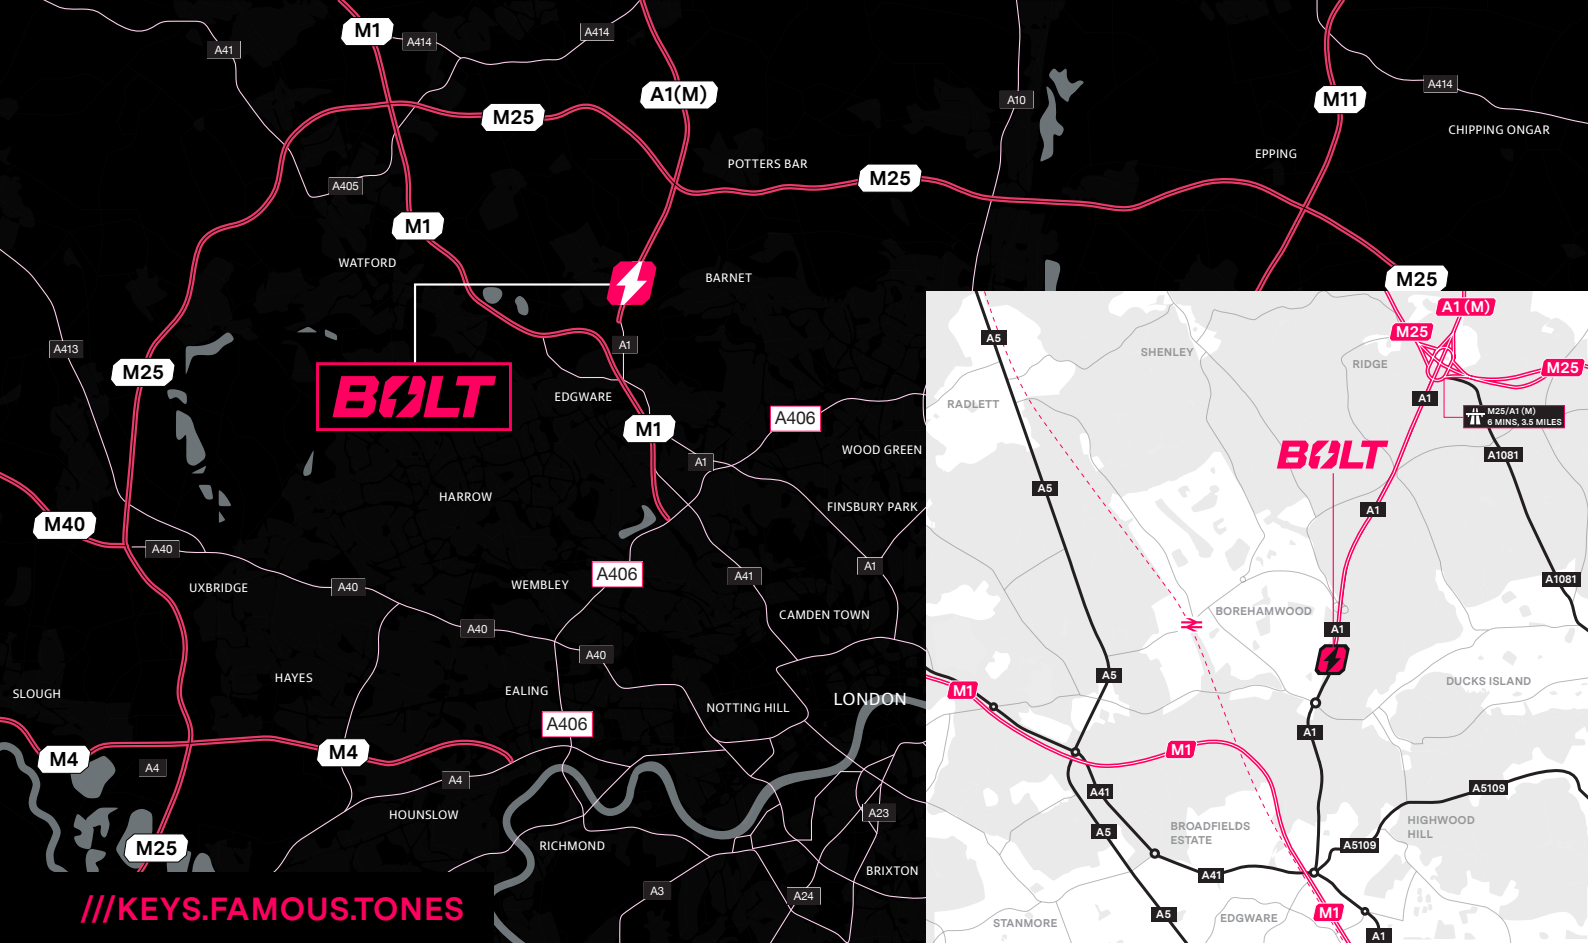 M1
A414
A41
A414
A1(M)
M25
A10
M11
A414
CHIPPING ONGAR
EPPING
POTTERS BAR
M25
A405
M1
WATFORD
BARNET
M25
A413
M25
A1
BOLT
EDGWARE
A406
M1
WOOD GREEN
A1
HARROW
FINSBURY PARK
M40
A40
A1
UXBRIDGE
A40
WEMBLEY
A406
A41
CAMDEN TOWN
A40
A40
HAYES
SLOUGH
EALING
NOTTING HILL
LONDON
A406
M4
A4
M4
A4
HOUNSLOW
A23
M25
RICHMOND
BRIXTON
A3
A24
///KEYS.FAMOUS.TONES
A1 (M)
M25
A5
SHENLEY
RIDGE
M25
RADLETT
A1
M25/A1 (M)
6 MINS, 3.5 MILES
BOLT
A1081
A5
A1
A1081
BOREHAMWOOD
A1
A5
DUCKS ISLAND
M1
A1
M1
A41
A5109
BROADFIELDS
ESTATE
A5
HIGHWOOD
HILL
A5109
A41
STANMORE
A5
EDGWARE
M1
A1